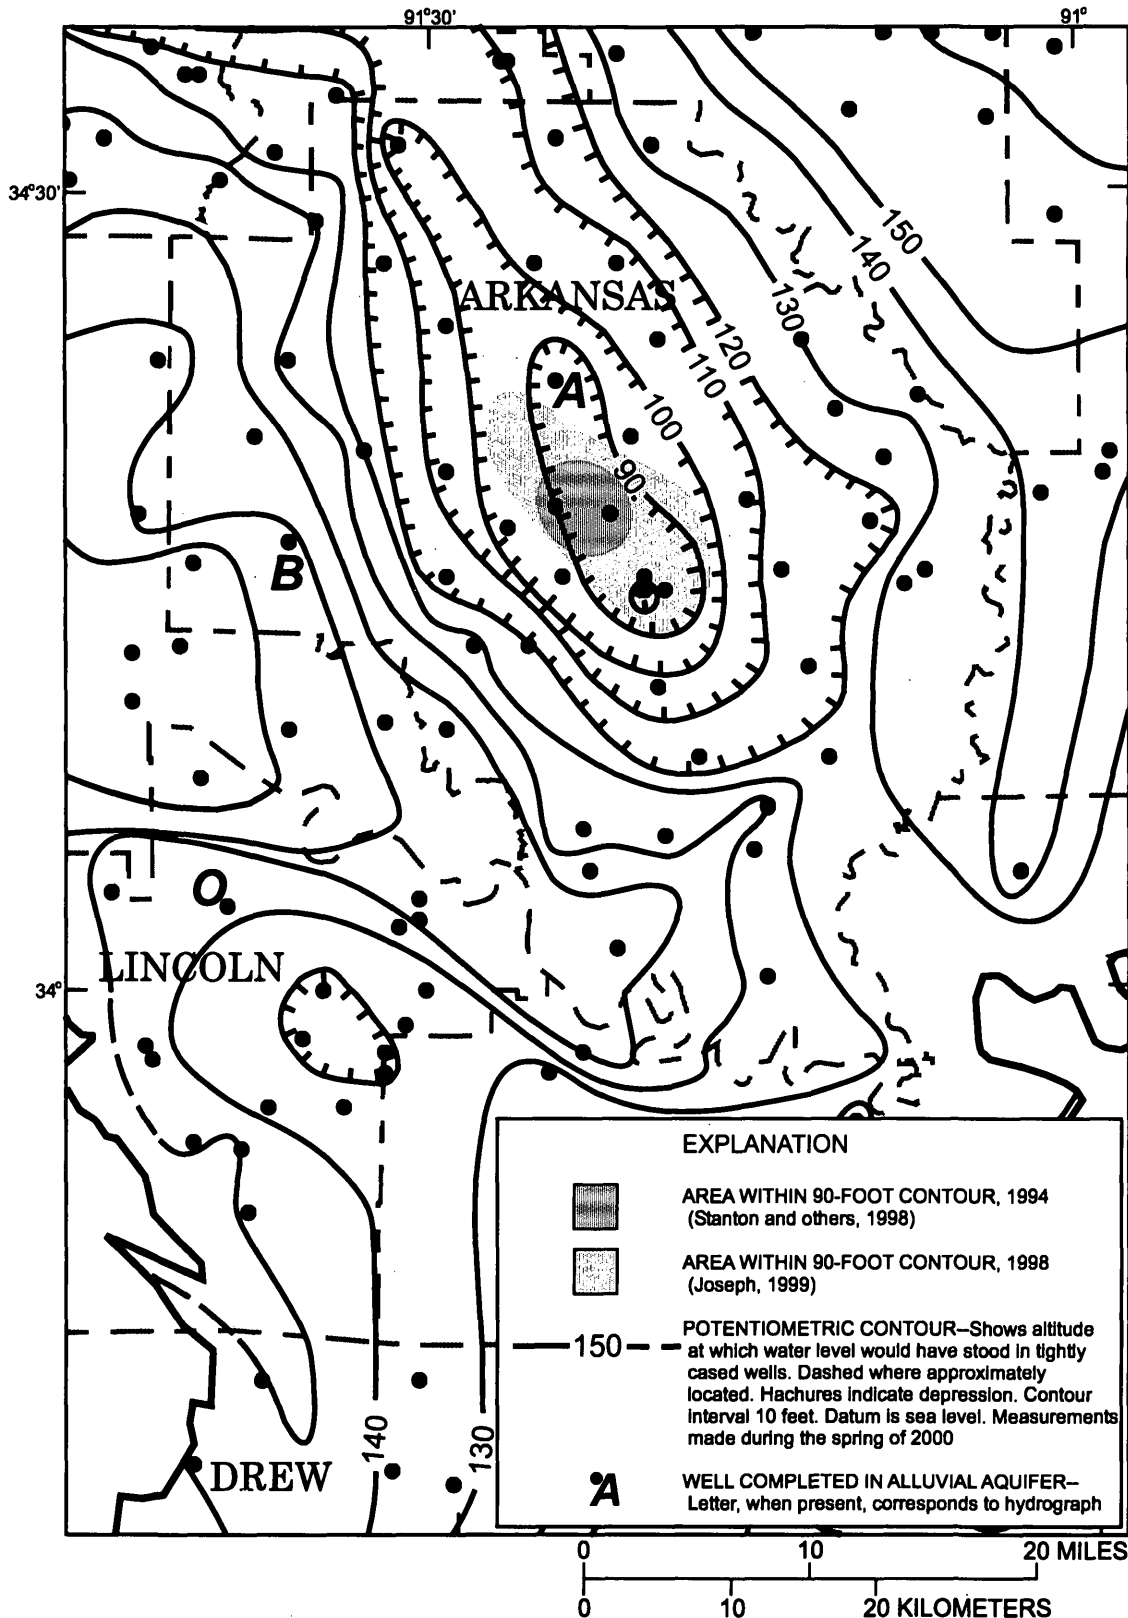 91°30'
91°
34°30'
150
140
130
ARKANSAS
120
110
A
100
90
B
O
LINCOLN
34°
EXPLANATION
AREA WITHIN 90-FOOT CONTOUR, 1994
(Stanton and others, 1998)
AREA WITHIN 90-FOOT CONTOUR, 1998
(Joseph, 1999)
150
POTENTIOMETRIC CONTOUR--Shows altitude
at which water level would have stood in tightly
cased wells. Dashed where approximately
located. Hachures indicate depression. Contour
interval 10 feet. Datum is sea level. Measurements
made during the spring of 2000
140
130
DREW
A
WELL COMPLETED IN ALLUVIAL AQUIFER--
Letter, when present, corresponds to hydrograph
0 10 20 MILES
0 10 20 KILOMETERS